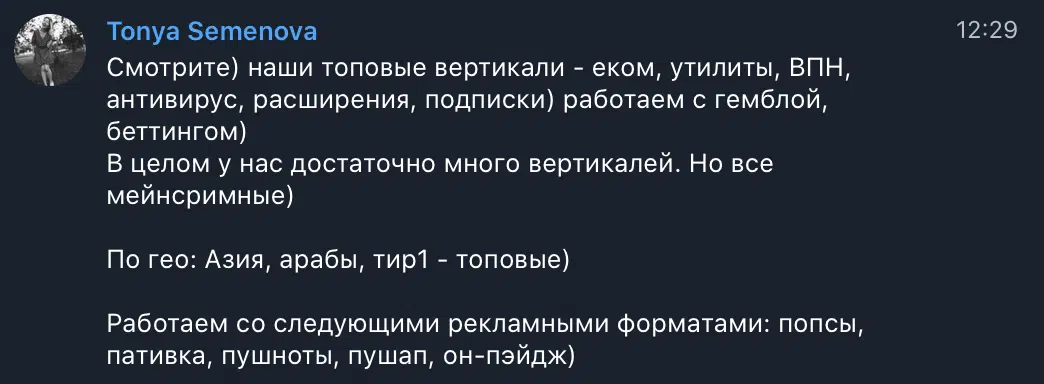 Tonya Semenova 12:29
Смотрите) наши топовые вертикали - еком, утилиты, ВПН,
антивирус, расширения, подписки) работаем с гемблой,
беттингом)
В целом у нас достаточно много вертикалей. Но все
мейнсримные)
По гео: Азия, арабы, тир1 - топовые)
Работаем со следующими рекламными форматами: попсы,
пативка, пушноты, пушап, он-пэйдж)